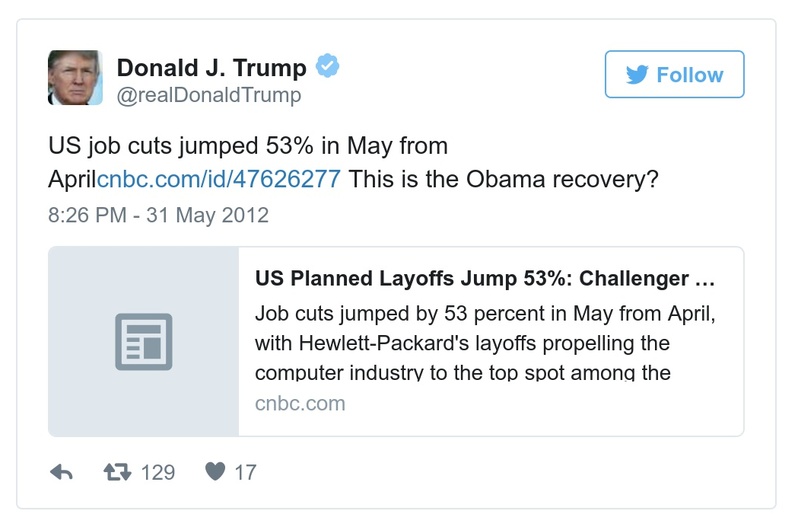 Donald J. Trump
@realDonaldTrump
Follow
US job cuts jumped 53% in May from
Aprilcnbc.com/id/47626277 This is the Obama recovery?
8:26 PM - 31 May 2012
US Planned Layoffs Jump 53%: Challenger …
Job cuts jumped by 53 percent in May from April,
with Hewlett-Packard's layoffs propelling the
computer industry to the top spot among the
cnbc.com
129
17